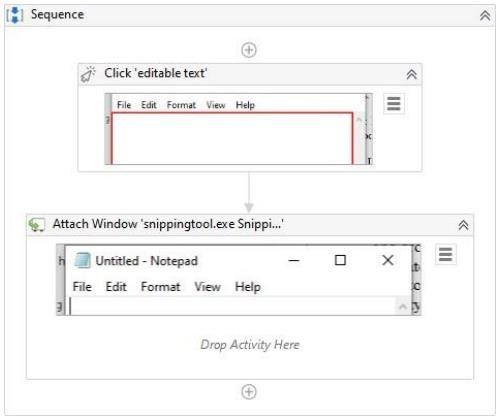 Sequence
Click 'editable text'
File Edit Format View Help
Attach Window 'snippingtool.exe Snippi...'
Untitled - Notepad
File Edit Format View Help
Drop Activity Here